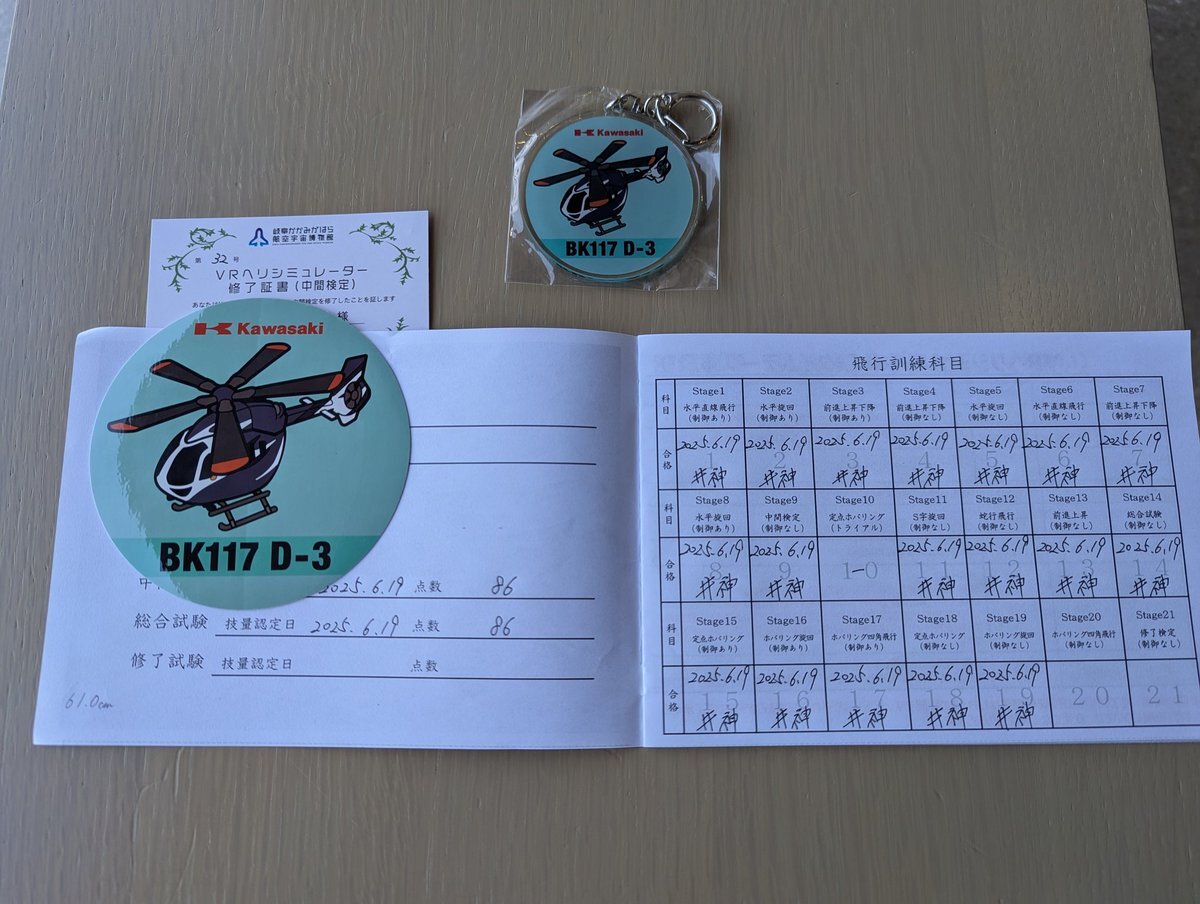 Kawasaki
BK117 D-3
岐阜かかみがはら
航空宇宙博物館
第 32 号
VRヘリシミュレーター
修了証書(中間検定)
中間検定を修了したことを証します
様
Kawasaki
BK117 D-3
2025.6.19 点数 86
総合試験 技量認定日 2025.6.19 点数 86
修了試験 技量認定日 点数
61.0cm
飛行訓練科目
科目 Stage1 Stage2 Stage3 Stage4 Stage5 Stage6 Stage7
水平直線飛行 水平旋回 前進上昇下降 前進上昇下降 水平旋回 水平直線飛行 前進上昇下降
(制御あり) (制御あり) (制御あり) (制御なし) (制御なし) (制御なし) (制御なし)
合格 2025.6.19 2025.6.19 2025.6.19 2025.6.19 2025.6.19 2025.6.19 2025.6.19
1 2 3 4 5 6 7
井神 井神 井神 井神 井神 井神 井神
科目 Stage8 Stage9 Stage10 Stage11 Stage12 Stage13 Stage14
水平旋回 中間検定 定点ホバリング S字旋回 蛇行飛行 前進上昇 総合試験
(制御あり) (制御なし) (トライアル) (制御なし) (制御なし) (制御なし) (制御なし)
合格 2025.6.19 2025.6.19 2025.6.19 2025.6.19 2025.6.19 2025.6.19
8 9 10 11 12 13 14
井神 井神 井神 井神 井神 井神
科目 Stage15 Stage16 Stage17 Stage18 Stage19 Stage20 Stage21
定点ホバリング ホバリング旋回 ホバリング四角飛行 定点ホバリング ホバリング旋回 ホバリング四角飛行 修了検定
(制御あり) (制御あり) (制御あり) (制御なし) (制御なし) (制御なし) (制御なし)
合格 2025.6.19 2025.6.19 2025.6.19 2025.6.19 2025.6.19
15 16 17 18 19 20 21
井神 井神 井神 井神 井神